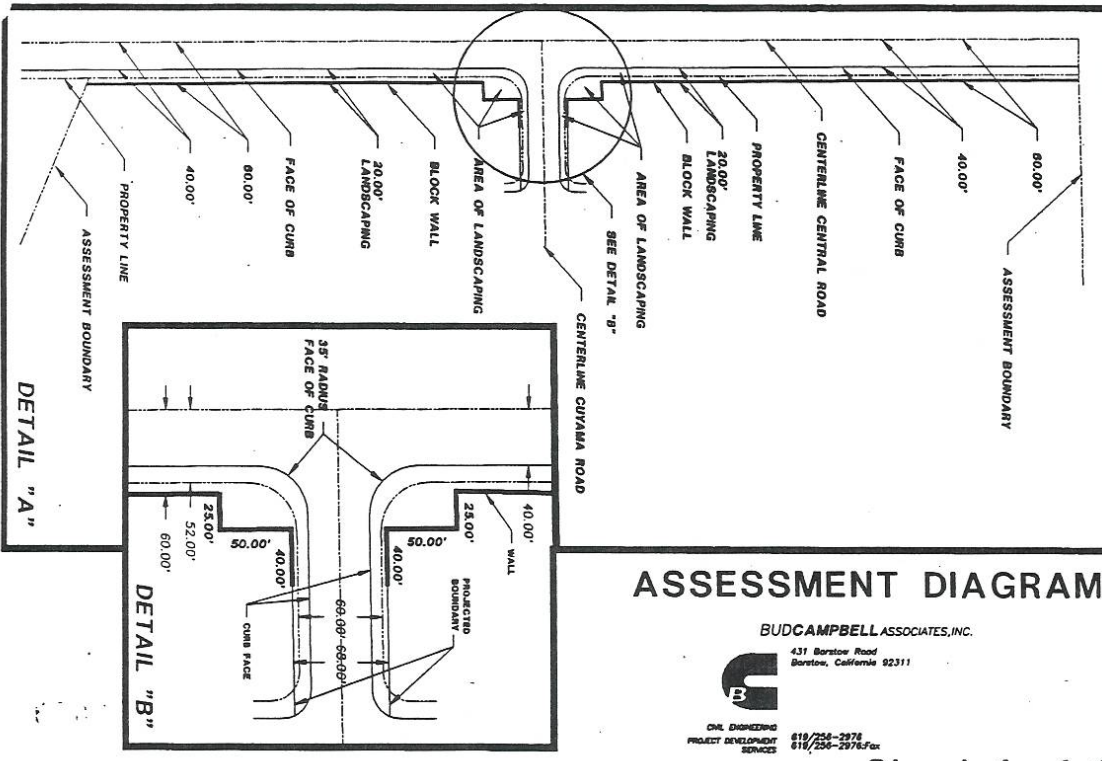 60.00'
40.00'
FACE OF CURB
CENTERLINE CENTRAL ROAD
PROPERTY LINE
20.00'
LANDSCAPING
BLOCK WALL
AREA OF LANDSCAPING
SEE DETAIL "B"
CENTERLINE CUYAMA ROAD
ASSESSMENT BOUNDARY
AREA OF LANDSCAPING
BLOCK WALL
20.00'
LANDSCAPING
FACE OF CURB
60.00'
40.00'
PROPERTY LINE
ASSESSMENT BOUNDARY
DETAIL "A"
35' RADIUS
FACE OF CURB
40.00'
WALL
25.00'
50.00'
40.00'
PROJECTED
BOUNDARY
60.00'
68.00'
CURB FACE
40.00'
50.00'
25.00'
52.00'
60.00'
DETAIL "B"
ASSESSMENT DIAGRAM
BUDCAMPBELL ASSOCIATES, INC.
431 Barstow Road
Barstow, California 92311
B
CIVIL ENGINEERING
PROJECT DEVELOPMENT
SERVICES
619/256-2976
619/256-2976:Fax